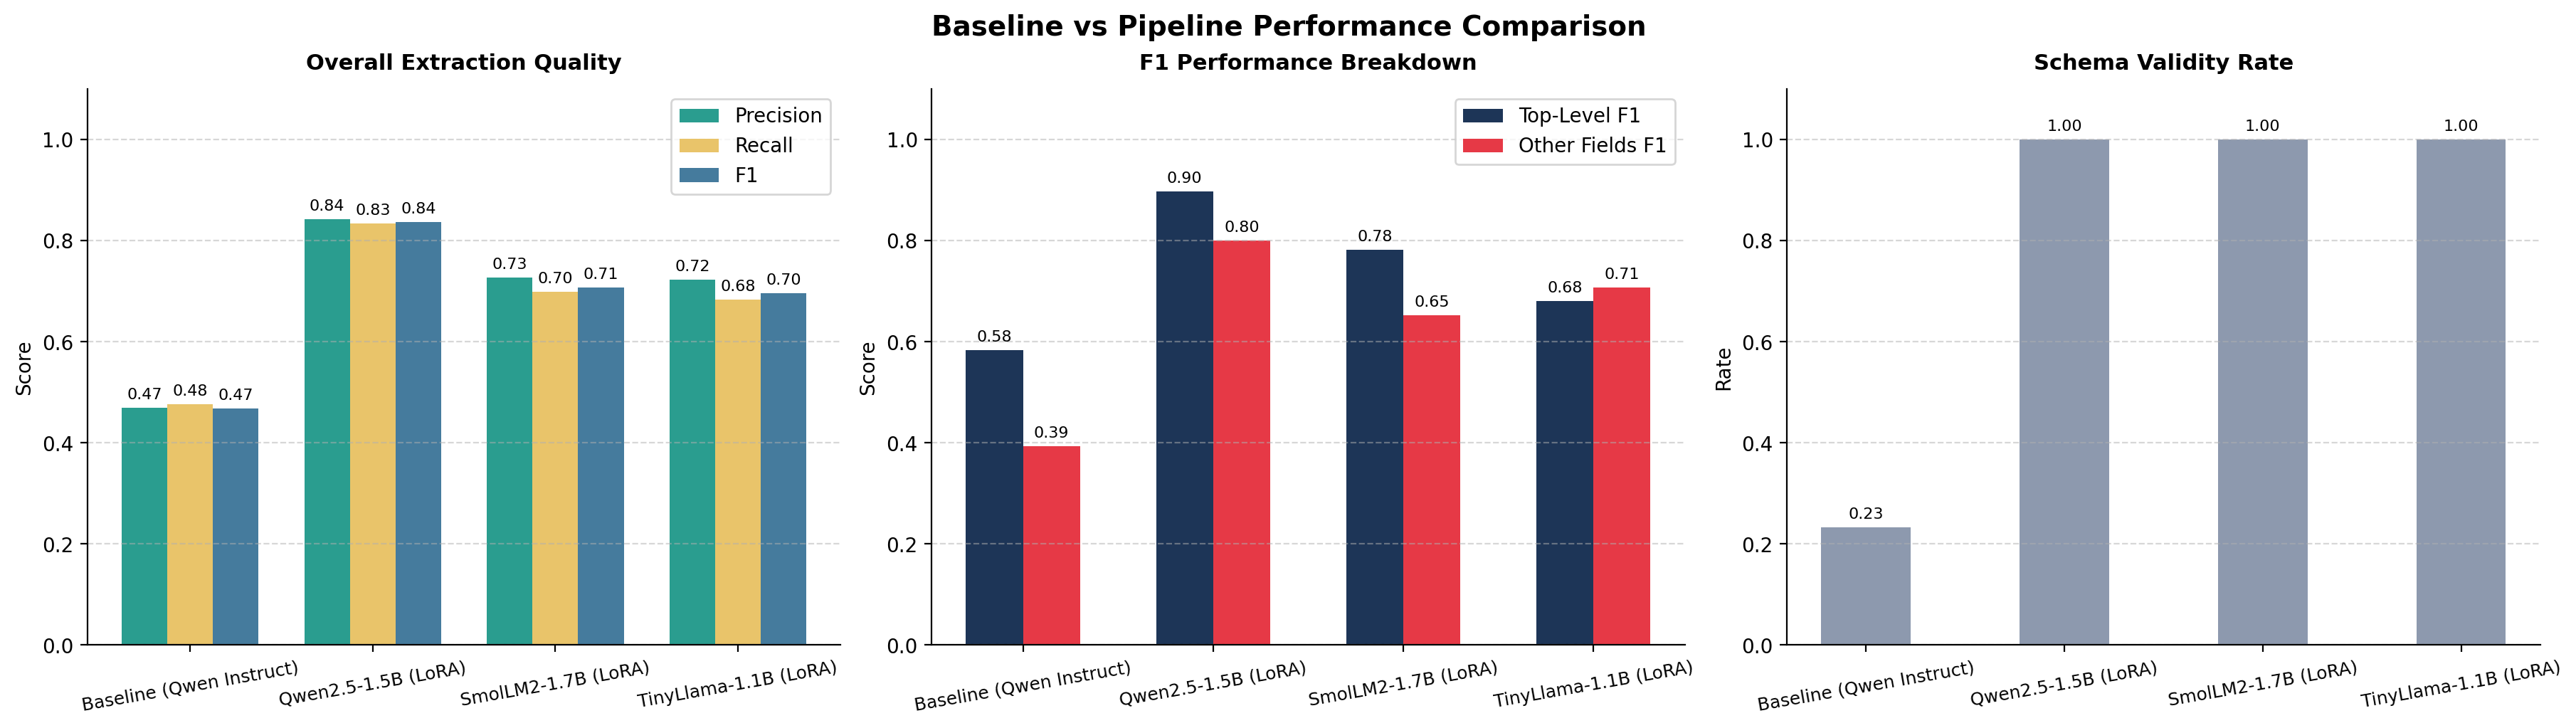 Baseline vs Pipeline Performance Comparison
Overall Extraction Quality
Precision
Recall
F1
Score
1.0
0.8
0.6
0.4
0.2
0.0
0.47 0.48 0.47
0.84 0.83 0.84
0.73 0.70 0.71
0.72 0.68 0.70
Baseline (Qwen Instruct)
Qwen2.5-1.5B (LoRA)
SmolLM2-1.7B (LoRA)
TinyLlama-1.1B (LoRA)
F1 Performance Breakdown
Top-Level F1
Other Fields F1
Score
1.0
0.8
0.6
0.4
0.2
0.0
0.58 0.39
0.90 0.80
0.78 0.65
0.68 0.71
Baseline (Qwen Instruct)
Qwen2.5-1.5B (LoRA)
SmolLM2-1.7B (LoRA)
TinyLlama-1.1B (LoRA)
Schema Validity Rate
Rate
1.0
0.8
0.6
0.4
0.2
0.0
0.23
1.00
1.00
1.00
Baseline (Qwen Instruct)
Qwen2.5-1.5B (LoRA)
SmolLM2-1.7B (LoRA)
TinyLlama-1.1B (LoRA)